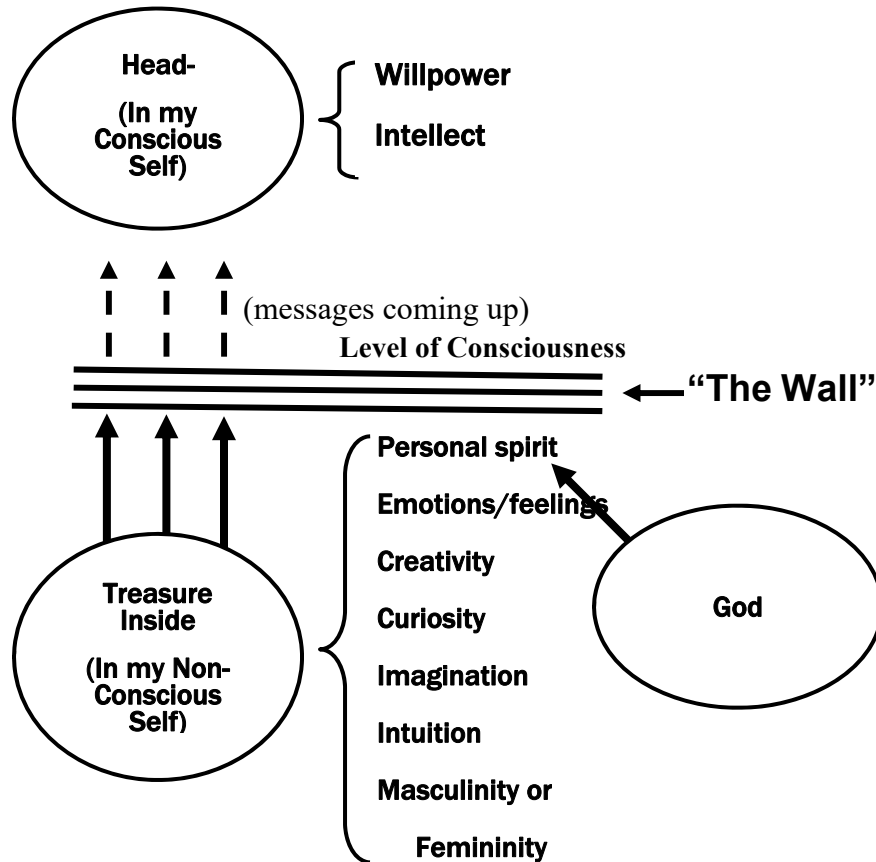 Head-
(In my
Conscious
Self)
Willpower
Intellect
(messages coming up)
Level of Consciousness
“The Wall”
Treasure
Inside
(In my Non-
Conscious
Self)
Personal spirit
Emotions/feelings
Creativity
Curiosity
Imagination
Intuition
Masculinity or
Femininity
God